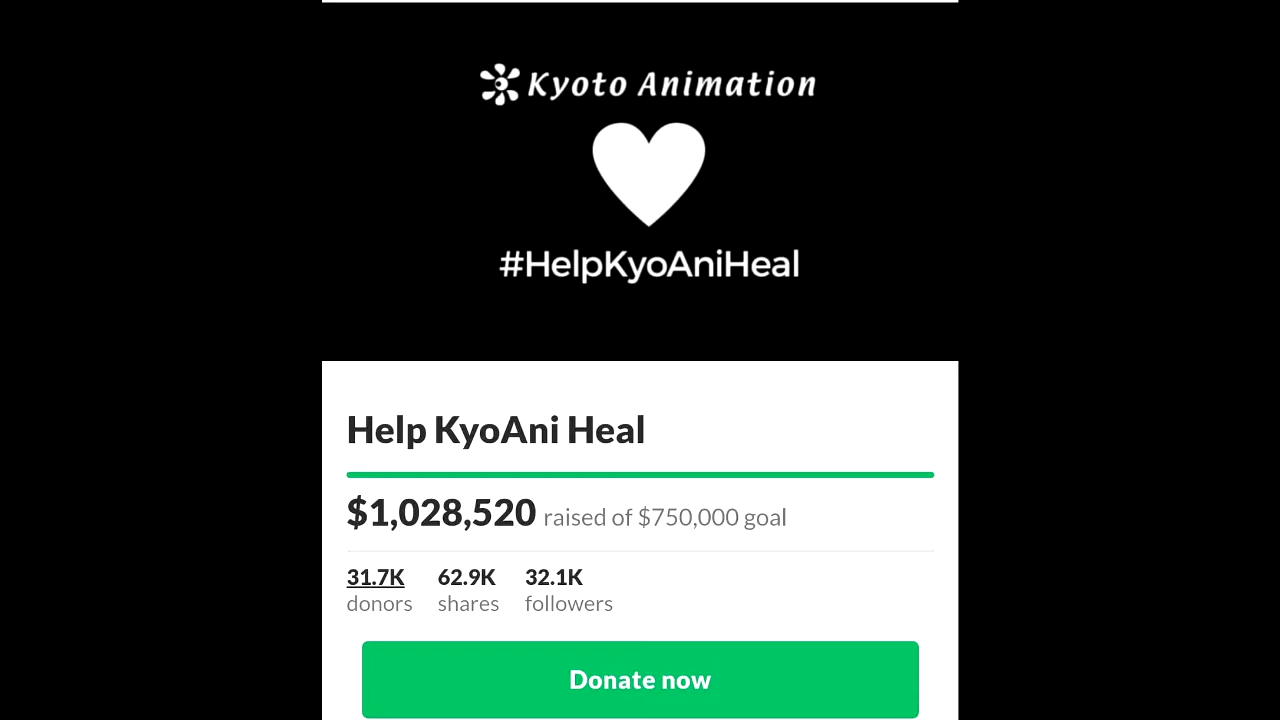 Kyoto Animation
#HelpKyoAniHeal
Help KyoAni Heal
$1,028,520 raised of $750,000 goal
31.7K 62.9K 32.1K
donors shares followers
Donate now